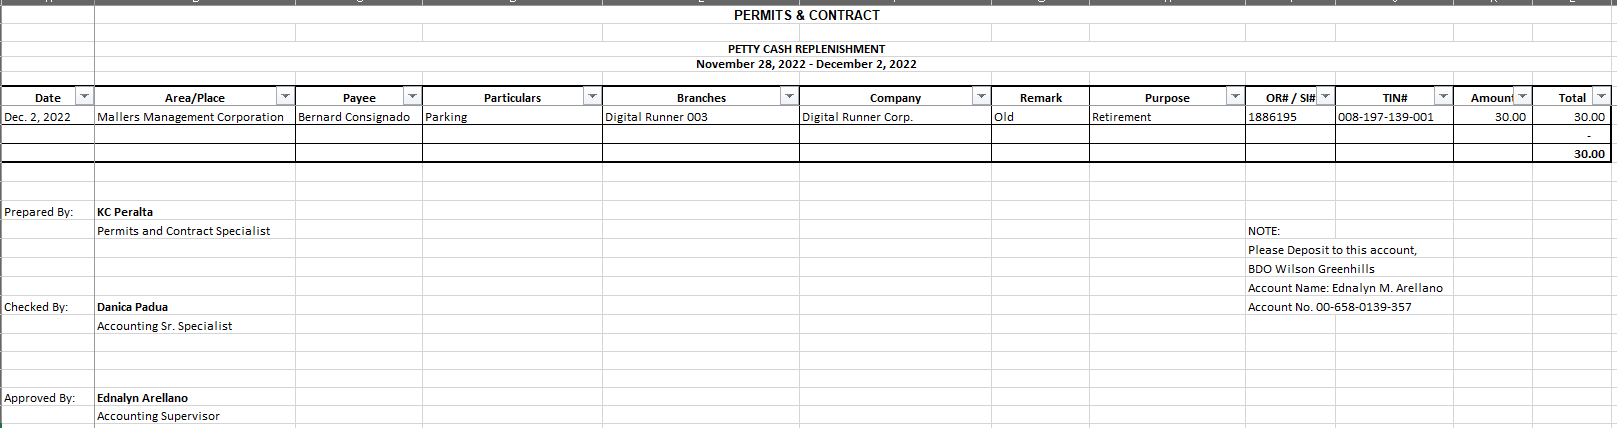 PERMITS & CONTRACT
PETTY CASH REPLENISHMENT
November 28, 2022 - December 2, 2022
Date Area/Place Payee Particulars Branches Company Remark Purpose OR# / SI# TIN# Amount Total
Dec. 2, 2022 Mallers Management Corporation Bernard Consignado Parking Digital Runner 003 Digital Runner Corp. Old Retirement 1886195 008-197-139-001 30.00 30.00
-
30.00
Prepared By: KC Peralta
Permits and Contract Specialist NOTE:
Please Deposit to this account,
BDO Wilson Greenhills
Account Name: Ednalyn M. Arellano
Checked By: Danica Padua Account No. 00-658-0139-357
Accounting Sr. Specialist
Approved By: Ednalyn Arellano
Accounting Supervisor